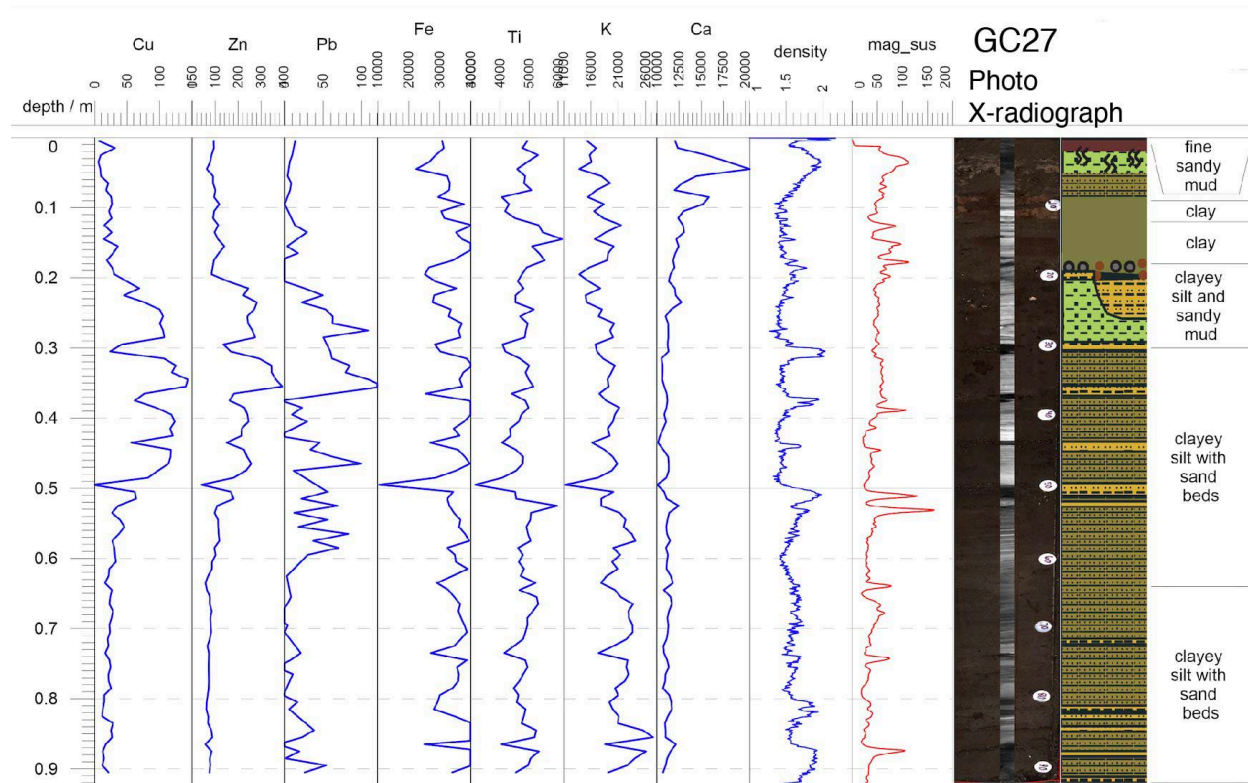 GC27
Photo
X-radiograph
Cu
Zn
Pb
Fe
Ti
K
Ca
density
mag_sus
depth / m
0 50 100
100 200 300
50 100
10000 20000 30000
4000 5000 6000
11000 16000 21000 26000
10000 12500 15000 17500 20000
1 1.5 2
0 50 100 150 200
0
0.1
0.2
0.3
0.4
0.5
0.6
0.7
0.8
0.9
fine
sandy
mud
clay
clay
clayey
silt and
sandy
mud
clayey
silt with
sand
beds
clayey
silt with
sand
beds